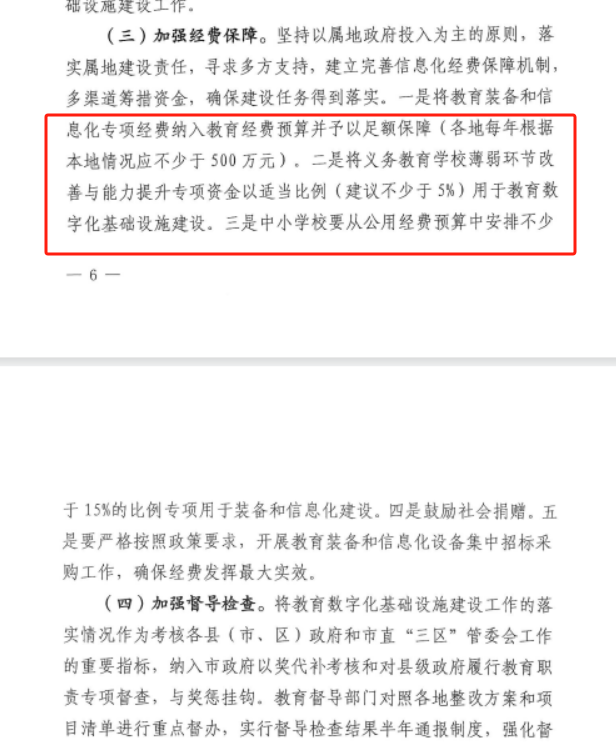 础设施建设工作。
（三）加强经费保障。坚持以属地政府投入为主的原则，落
实属地建设责任，寻求多方支持，建立完善信息化经费保障机制，
多渠道筹措资金，确保建设任务得到落实。一是将教育装备和信
息化专项经费纳入教育经费预算并予以足额保障（各地每年根据
本地情况应不少于 500 万元）。二是将义务教育学校薄弱环节改
善与能力提升专项资金以适当比例（建议不少于 5%）用于教育数
字化基础设施建设。三是中小学校要从公用经费预算中安排不少
— 6 —
于 15%的比例专项用于装备和信息化建设。四是鼓励社会捐赠。五
是要严格按照政策要求，开展教育装备和信息化设备集中招标采
购工作，确保经费发挥最大实效。
（四）加强督导检查。将教育数字化基础设施建设工作的落
实情况作为考核各县（市、区）政府和市直“三区”管委会工作
的重要指标，纳入市政府以奖代补考核和对县级政府履行教育职
责专项督查，与奖惩挂钩。教育督导部门对照各地整改方案和项
目清单进行重点督办，实行督导检查结果半年通报制度，强化督